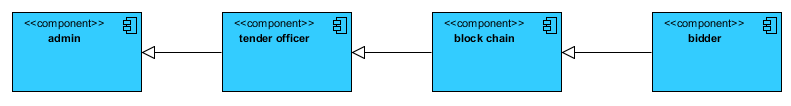 <<component>>
admin
<<component>>
tender officer
<<component>>
block chain
<<component>>
bidder